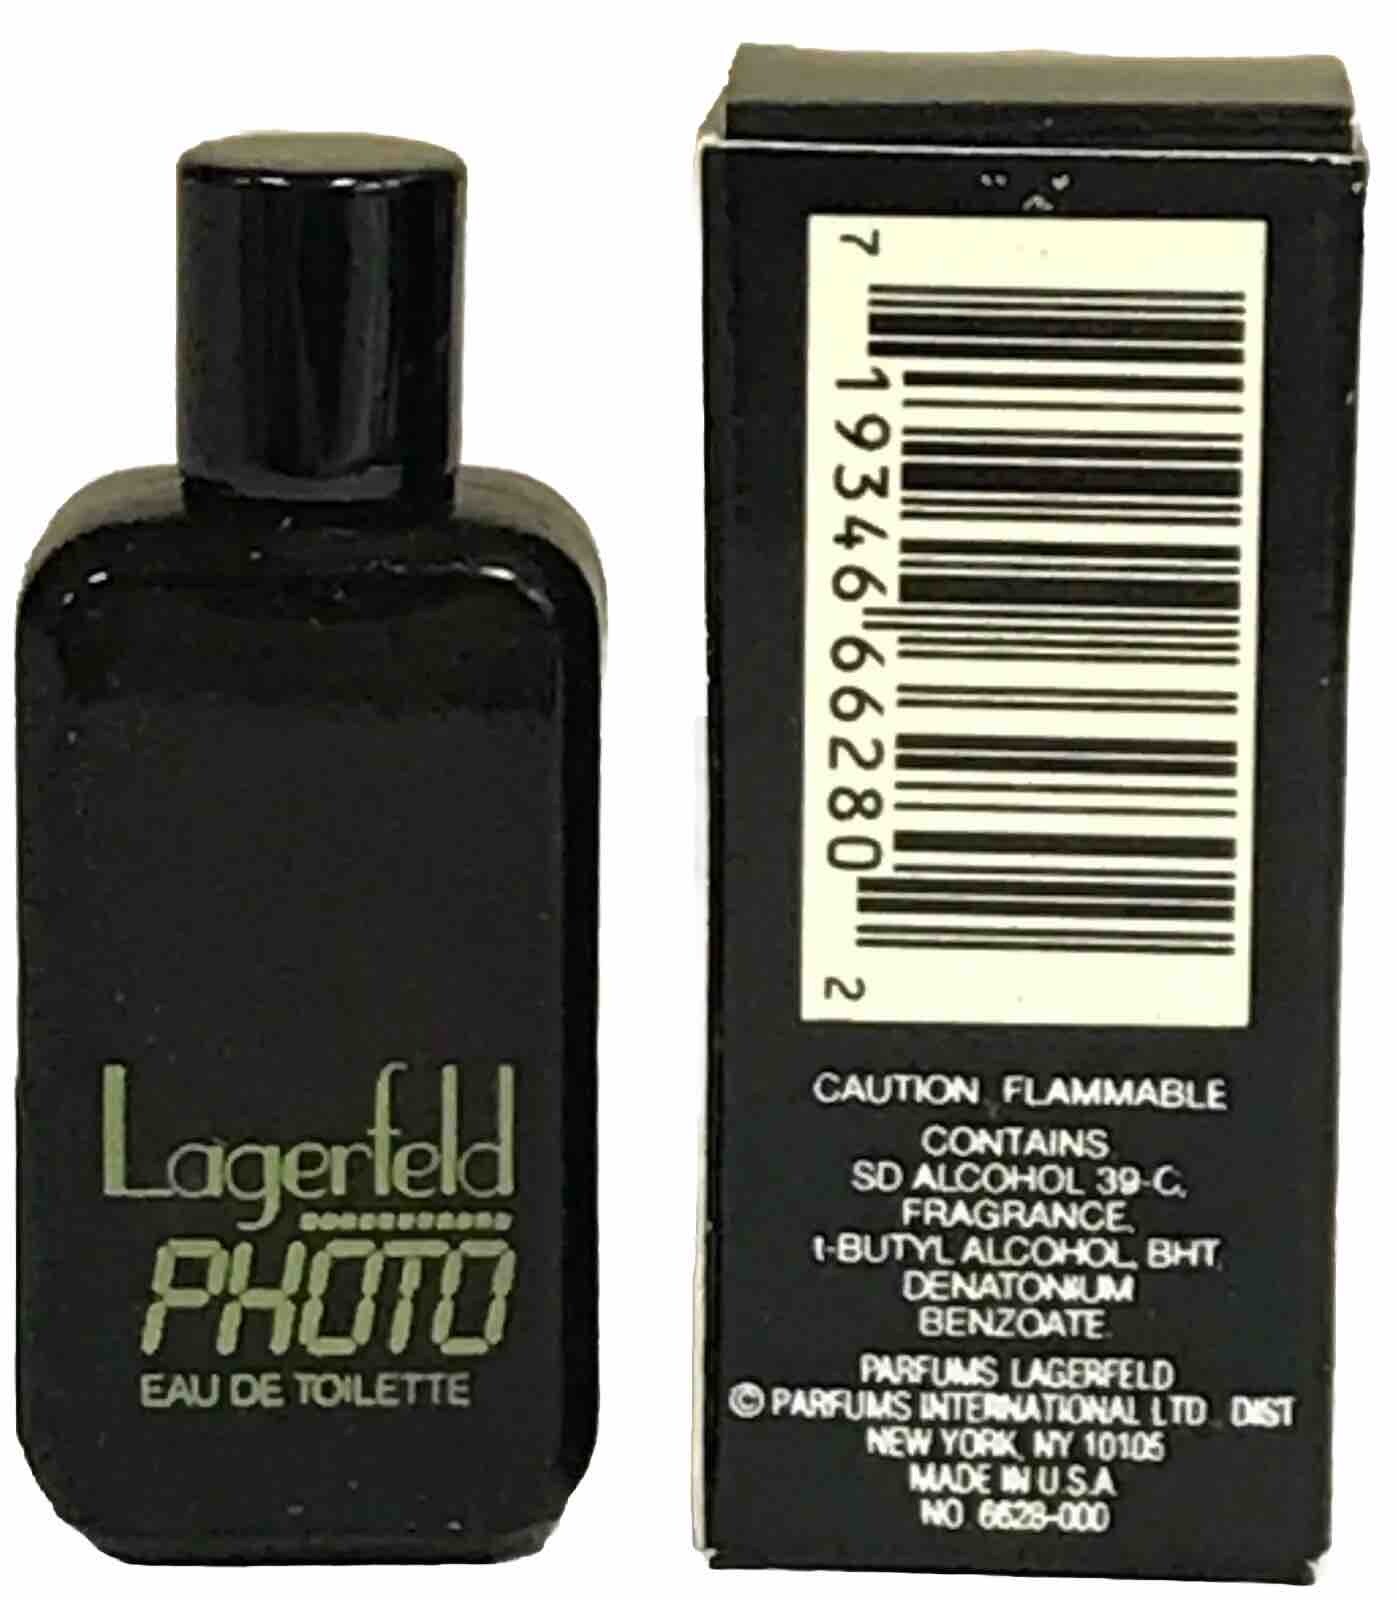 Lagerfeld
PHOTO
EAU DE TOILETTE
7 19346 66280 2
CAUTION FLAMMABLE
CONTAINS
SD ALCOHOL 39-C,
FRAGRANCE,
t-BUTYL ALCOHOL, BHT,
DENATONIUM
BENZOATE.
PARFUMS LAGERFELD
© PARFUMS INTERNATIONAL LTD. DIST
NEW YORK, NY 10105
MADE IN U.S.A
NO. 6628-000